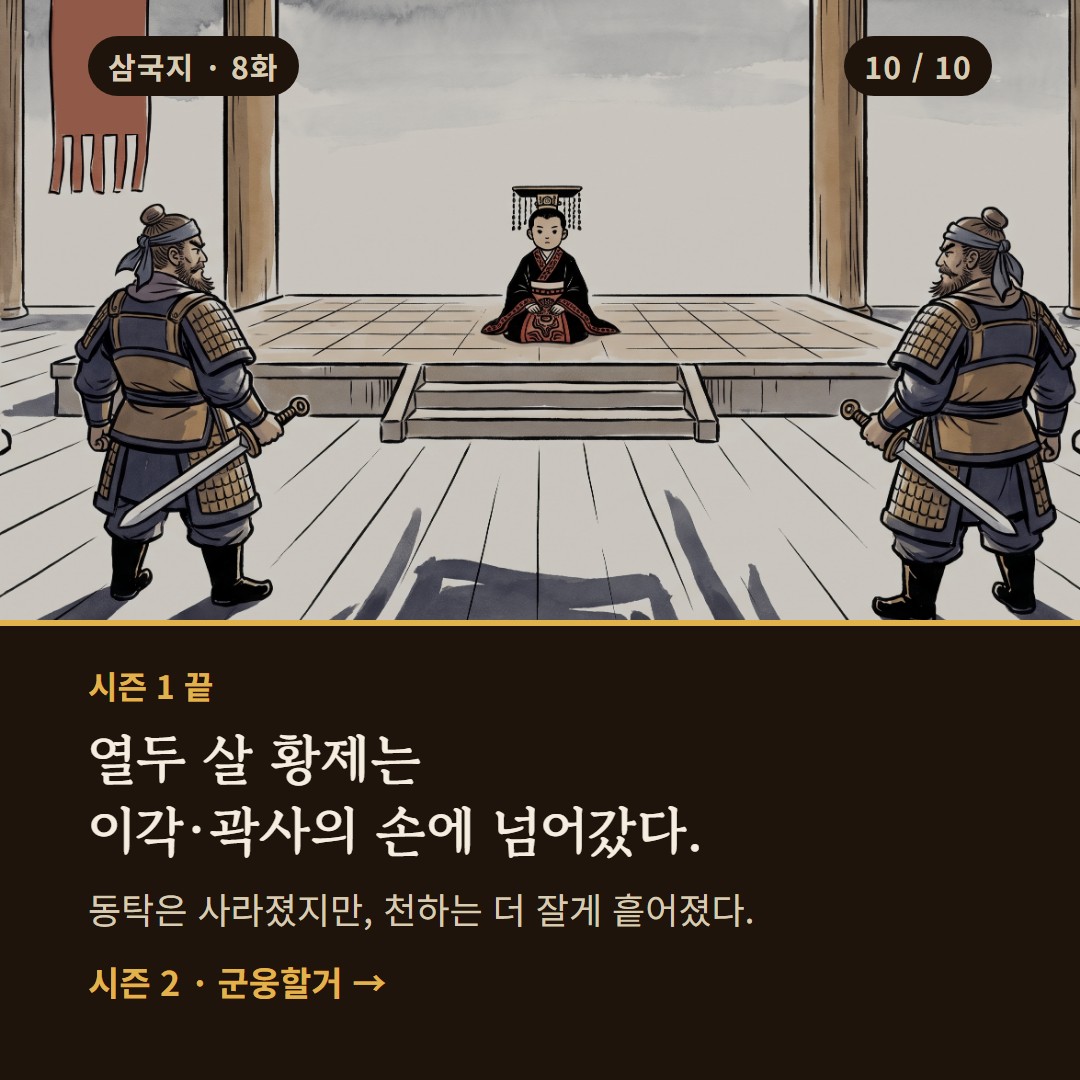 삼국지 · 8화
10 / 10
시즌 1 끝
열두 살 황제는
이각·곽사의 손에 넘어갔다.
동탁은 사라졌지만, 천하는 더 잘게 흩어졌다.
시즌 2 · 군웅할거 →